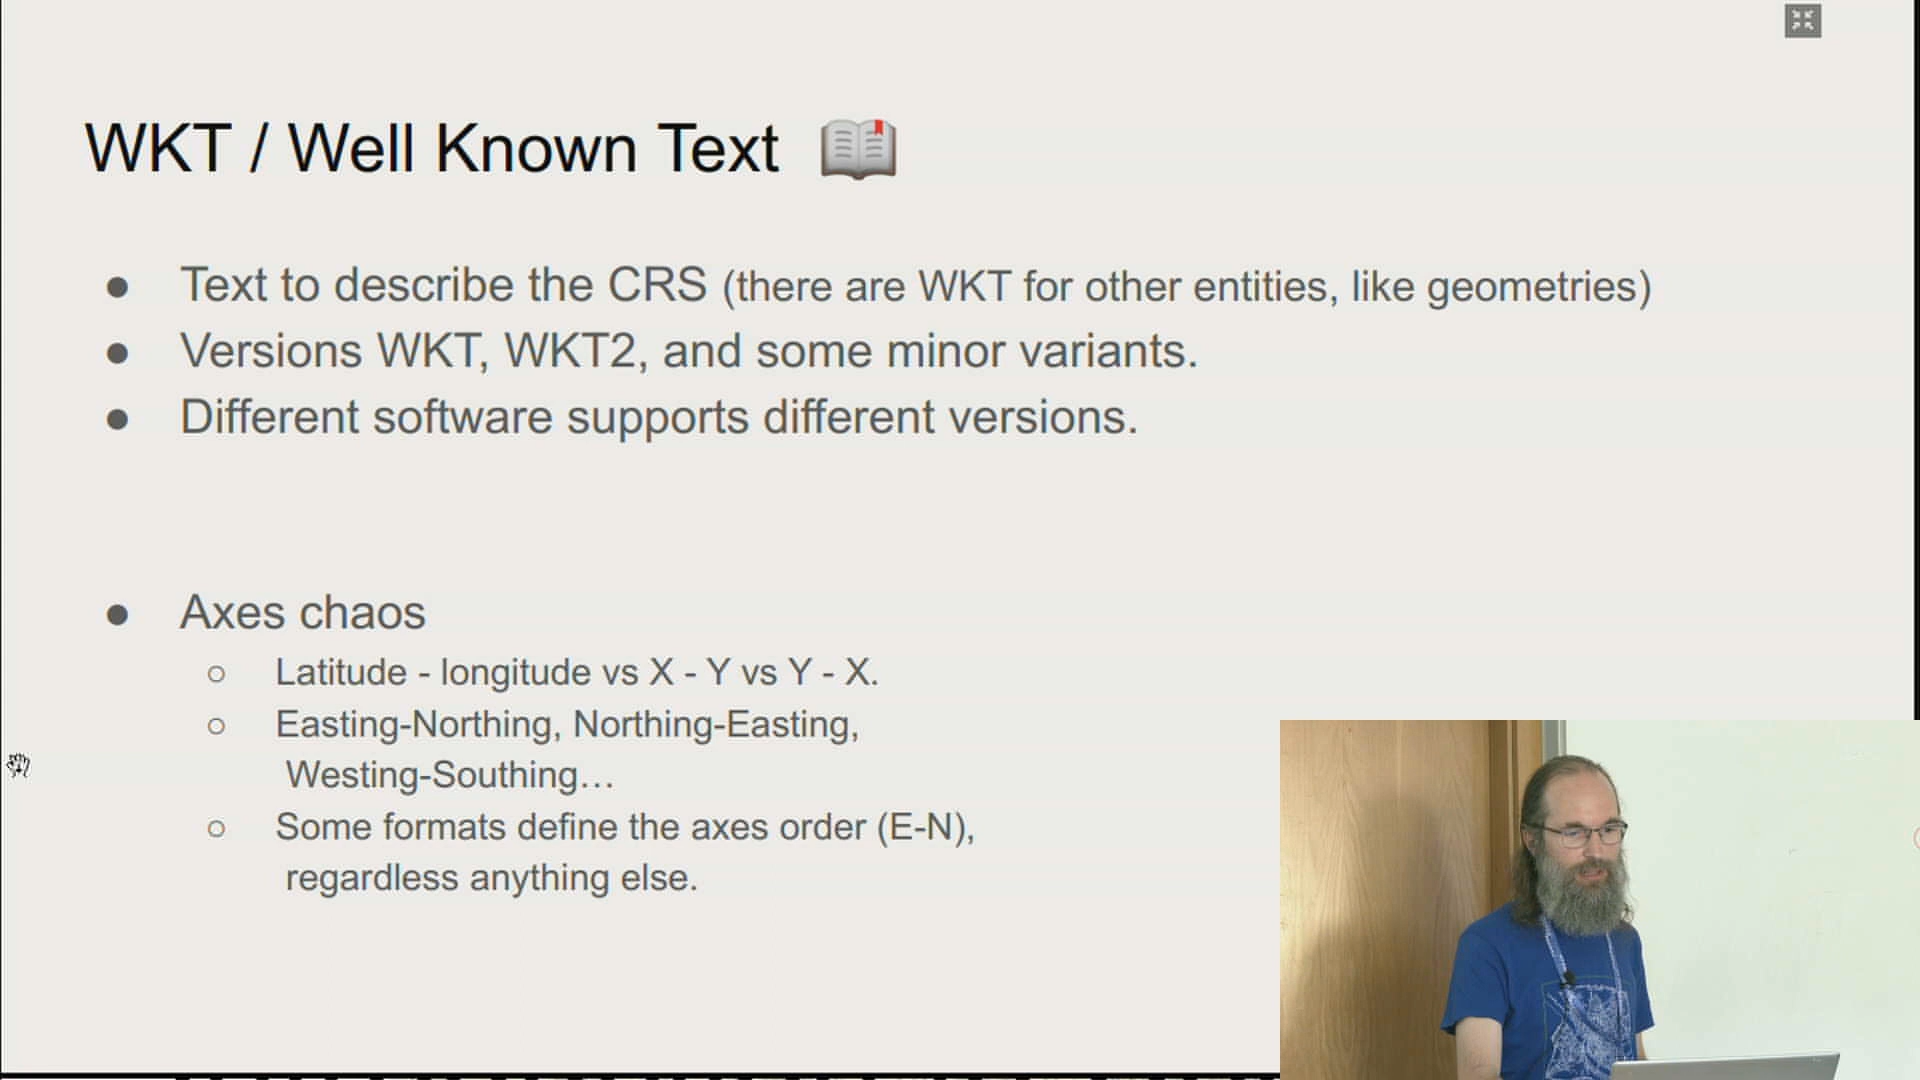 WKT / Well Known Text
● Text to describe the CRS (there are WKT for other entities, like geometries)
● Versions WKT, WKT2, and some minor variants.
● Different software supports different versions.
● Axes chaos
○ Latitude - longitude vs X - Y vs Y - X.
○ Easting-Northing, Northing-Easting,
Westing-Southing…
○ Some formats define the axes order (E-N),
regardless anything else.